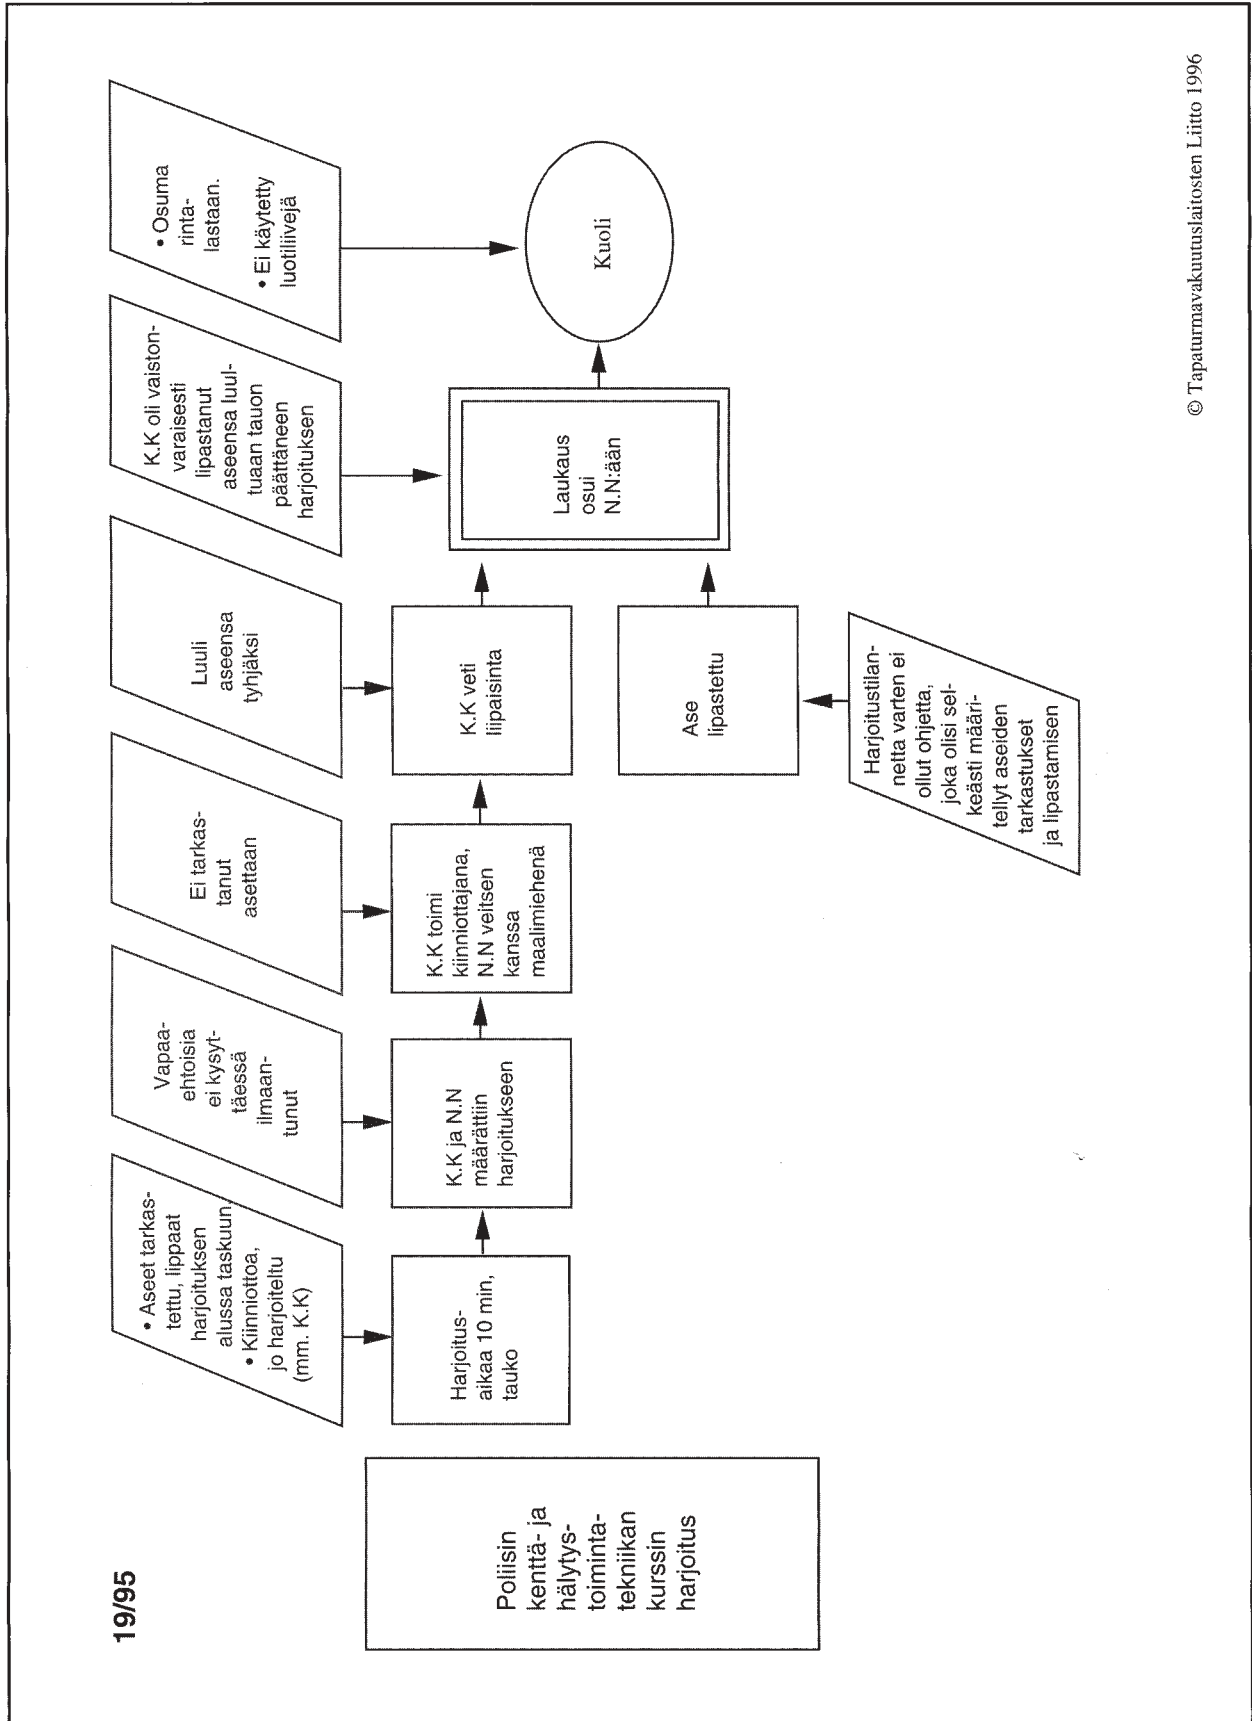 19/95
Poliisin
kenttä- ja
hälytys-
toiminta-
tekniikan
kurssin
harjoitus
• Aseet tarkas-
tettu, lippaat
harjoituksen
alussa taskuun
• Kiinniottoa,
jo harjoiteltu
(mm. K.K)
Harjoitus-
aikaa 10 min,
tauko
Vapaa-
ehtoisia
ei kysyt-
täessä
ilmaan-
tunut
K.K ja N.N
määrättiin
harjoitukseen
Ei tarkas-
tanut
asettaan
K.K toimi
kiinniottajana,
N.N veitsen
kanssa
maalimiehenä
Luuli
aseensa
tyhjäksi
K.K veti
liipaisinta
Ase
lipastettu
Harjoitustilan-
netta varten ei
ollut ohjetta,
joka olisi sel-
keästi määri-
tellyt aseiden
tarkastukset
ja lipastamisen
K.K oli vaiston-
varaisesti
lipastanut
aseensa luul-
tuaan tauon
päättäneen
harjoituksen
Laukaus
osui
N.N:ään
• Osuma
rinta-
lastaan.
• Ei käytetty
luotiliivejä
Kuoli
© Tapaturmavakuutuslaitosten Liitto 1996